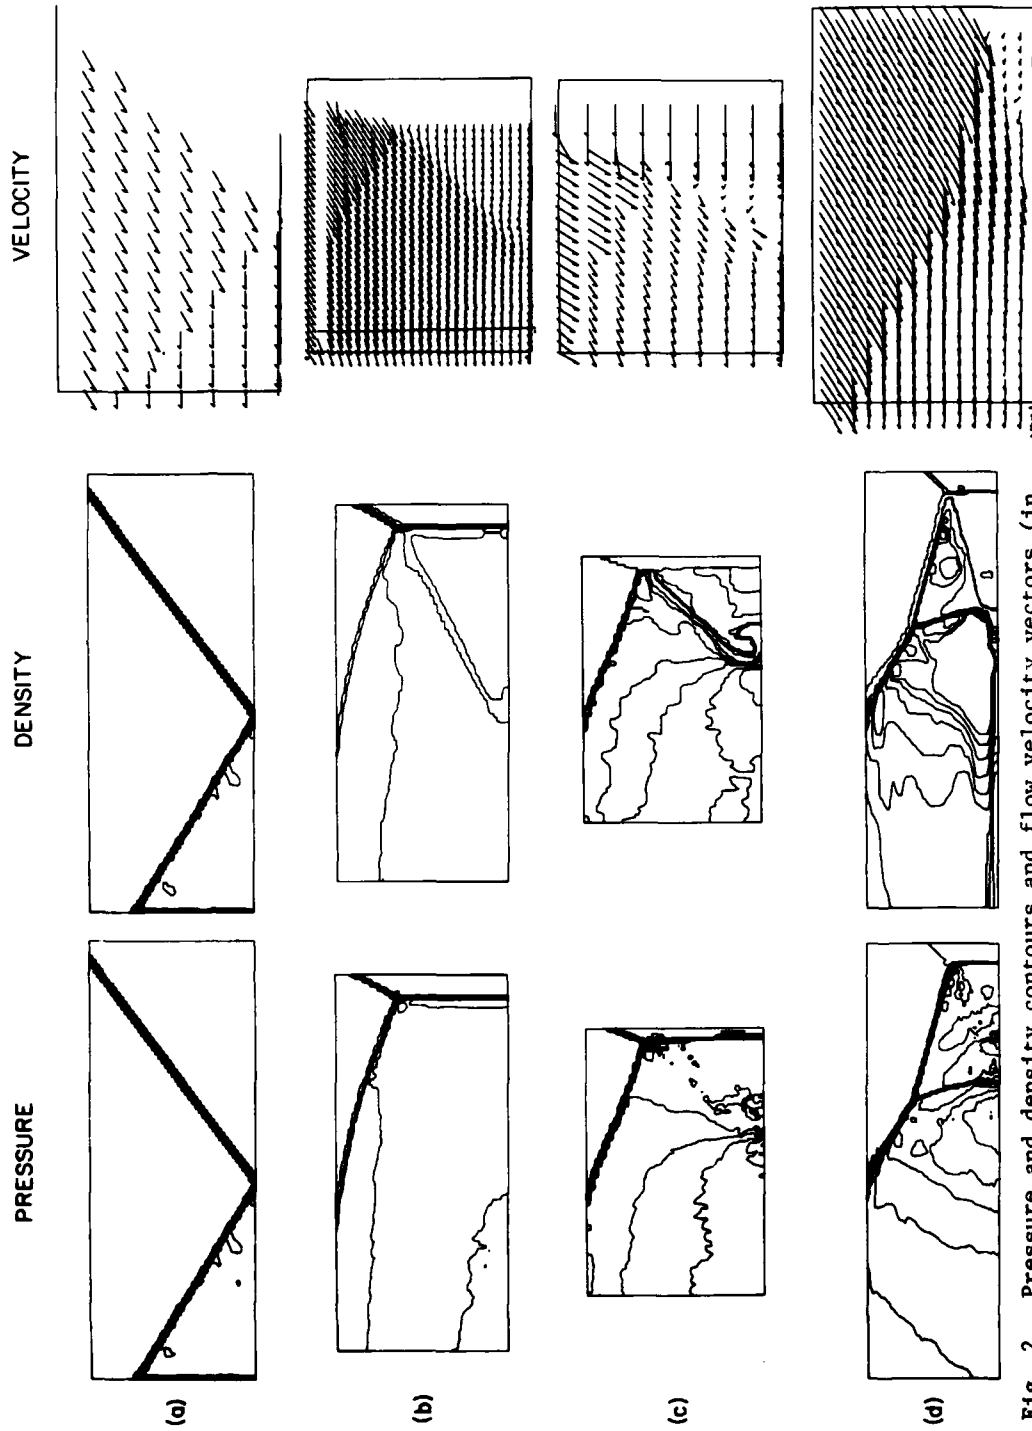 PRESSURE DENSITY VELOCITY
(a)
(b)
(c)
(d)
Fig. 2 Pressure and density contours and flow velocity vectors (in